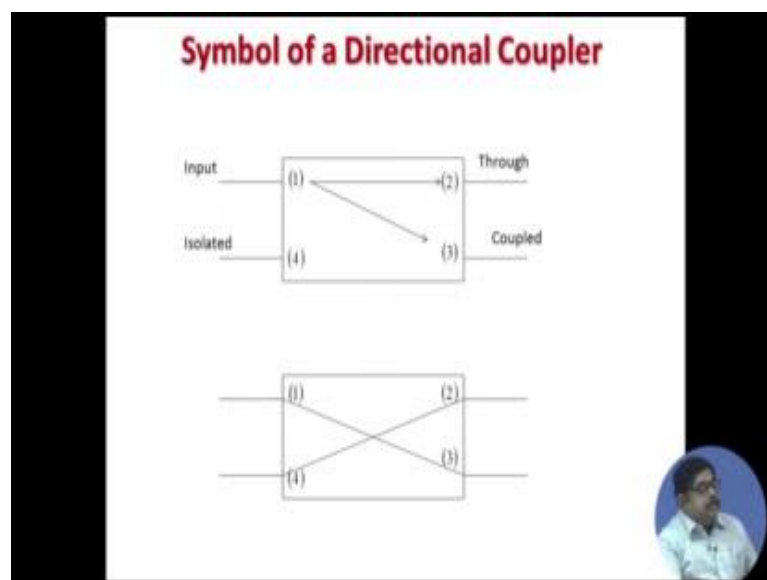 Symbol of a Directional Coupler
Input (1) (2) Through
Isolated (4) (3) Coupled
(1) (2)
(4) (3)